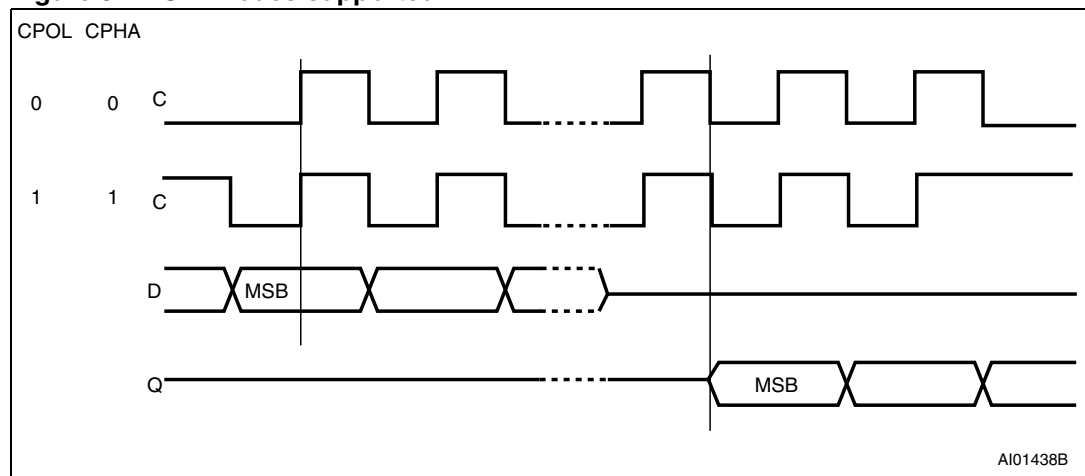 CPOL CPHA
0 0 C
1 1 C
D MSB
Q MSB
AI01438B